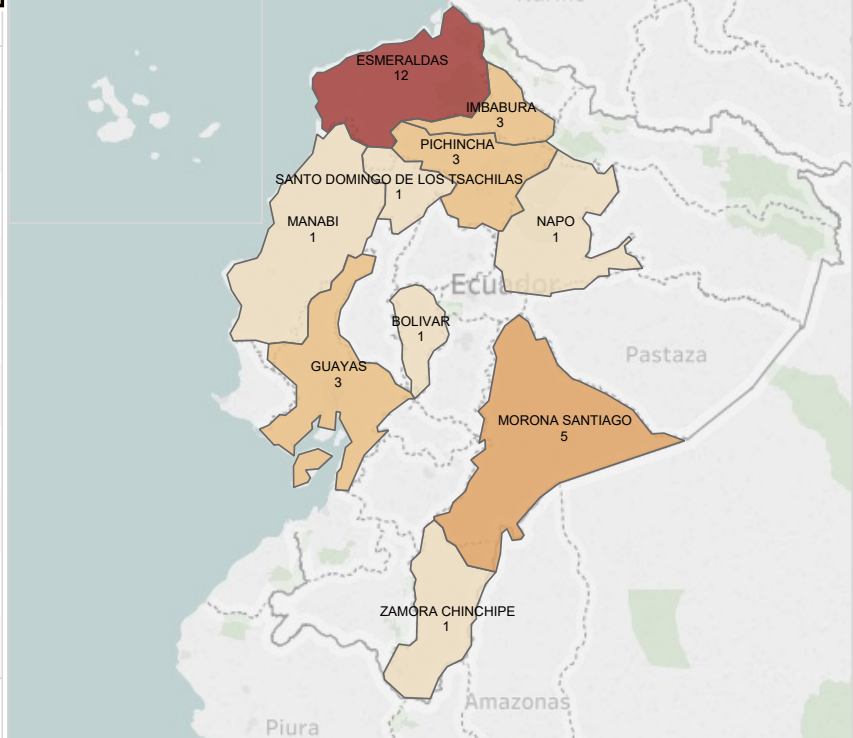 ESMERALDAS
12
IMBABURA
3
PICHINCHA
3
SANTO DOMINGO DE LOS TSACHILAS
1
MANABI
1
NAPO
1
Ecuador
BOLIVAR
1
Pastaza
GUAYAS
3
MORONA SANTIAGO
5
ZAMORA CHINCHIPE
1
Amazonas
Piura